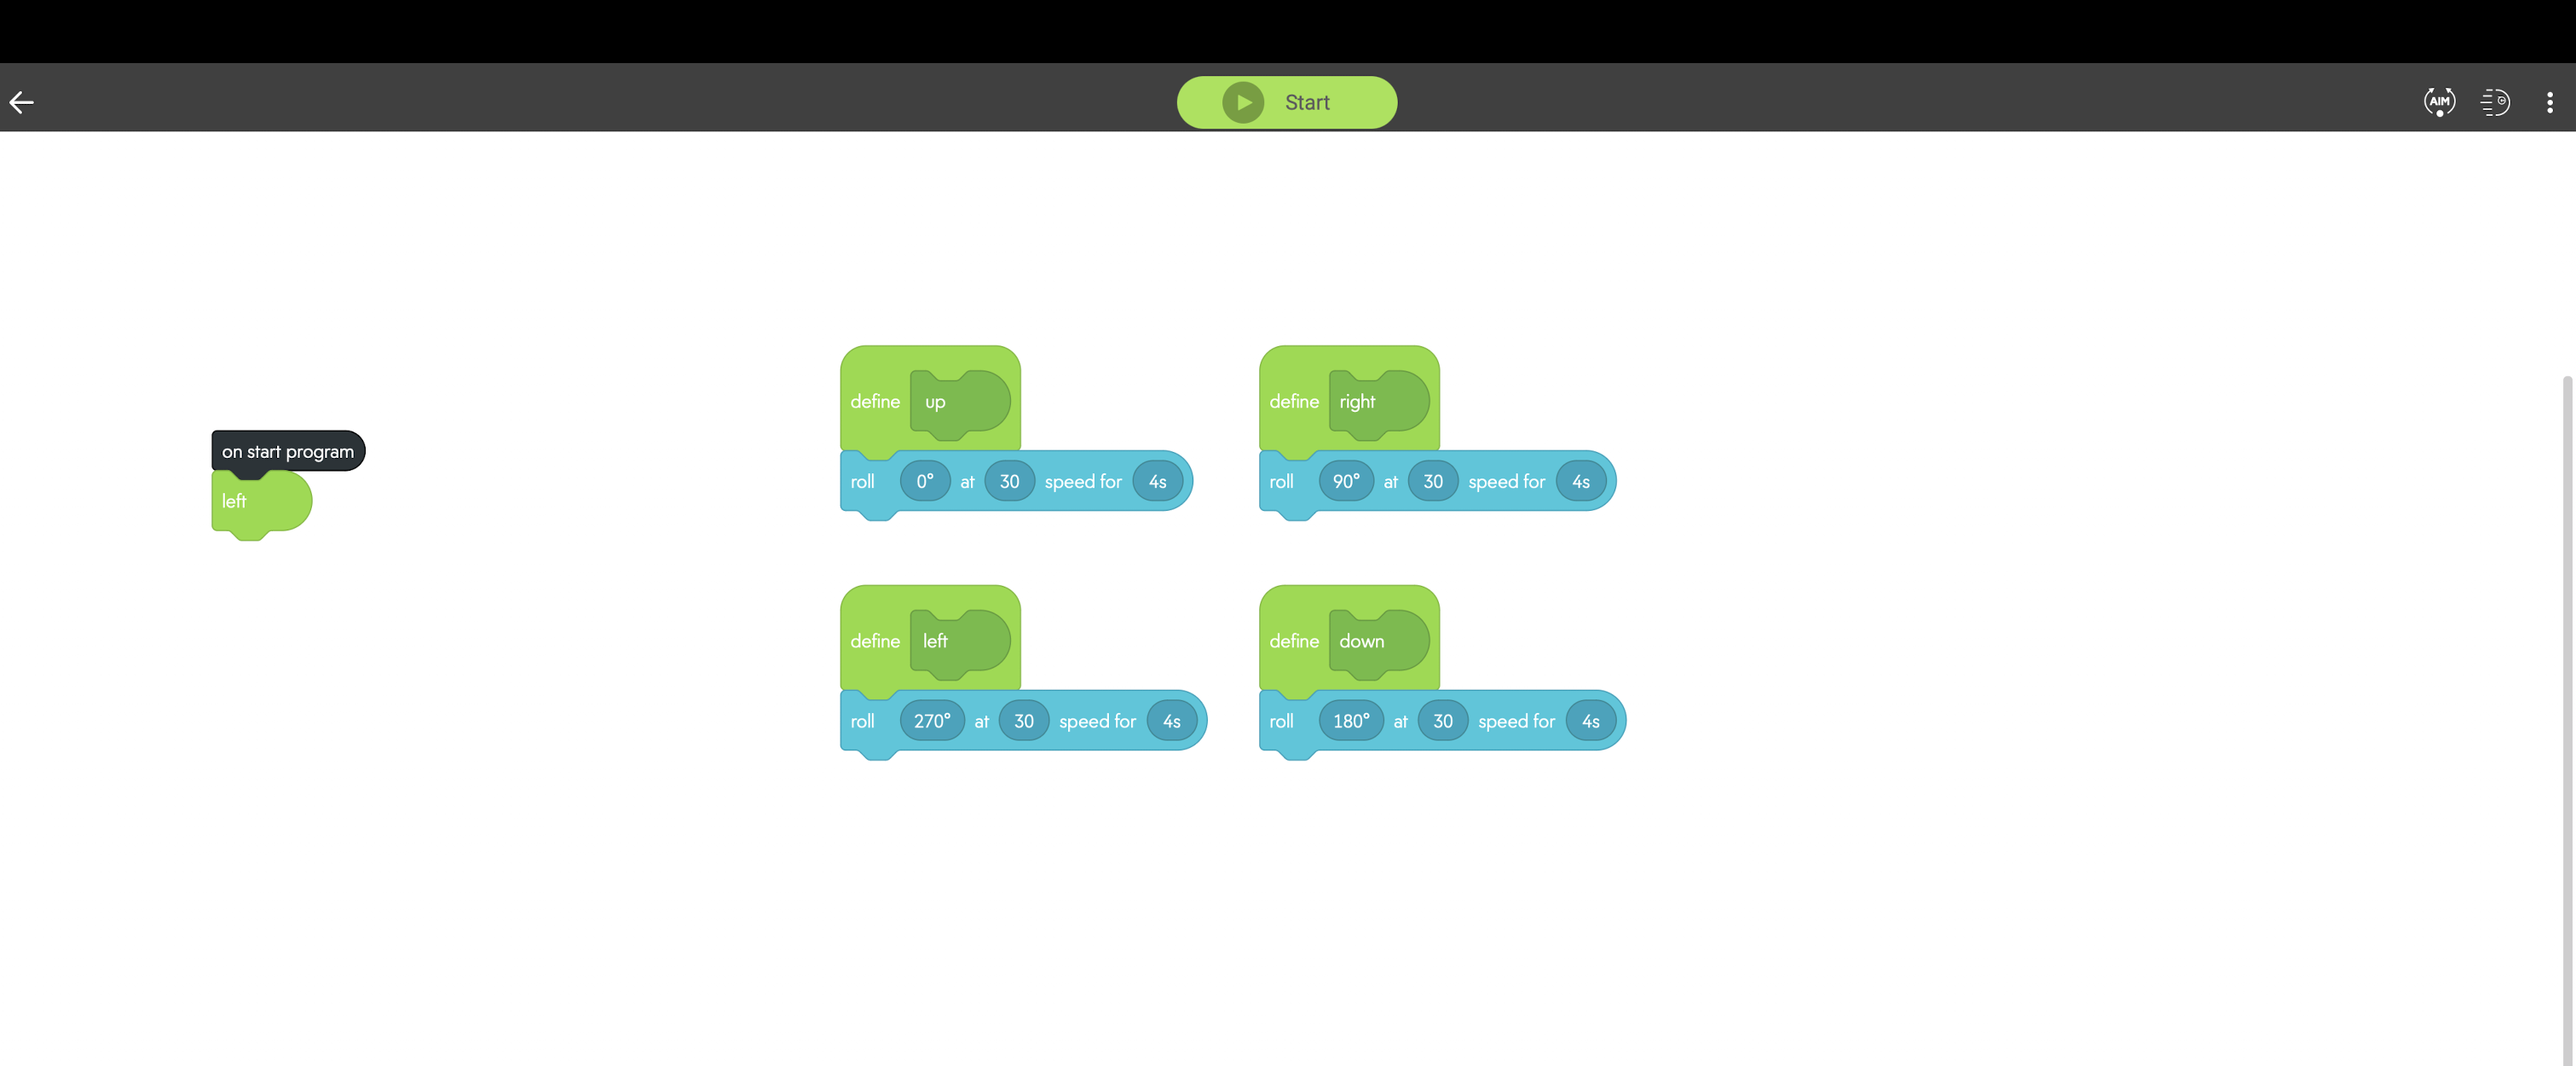 Start
AIM
on start program
left
define up
roll 0° at 30 speed for 4s
define right
roll 90° at 30 speed for 4s
define left
roll 270° at 30 speed for 4s
define down
roll 180° at 30 speed for 4s